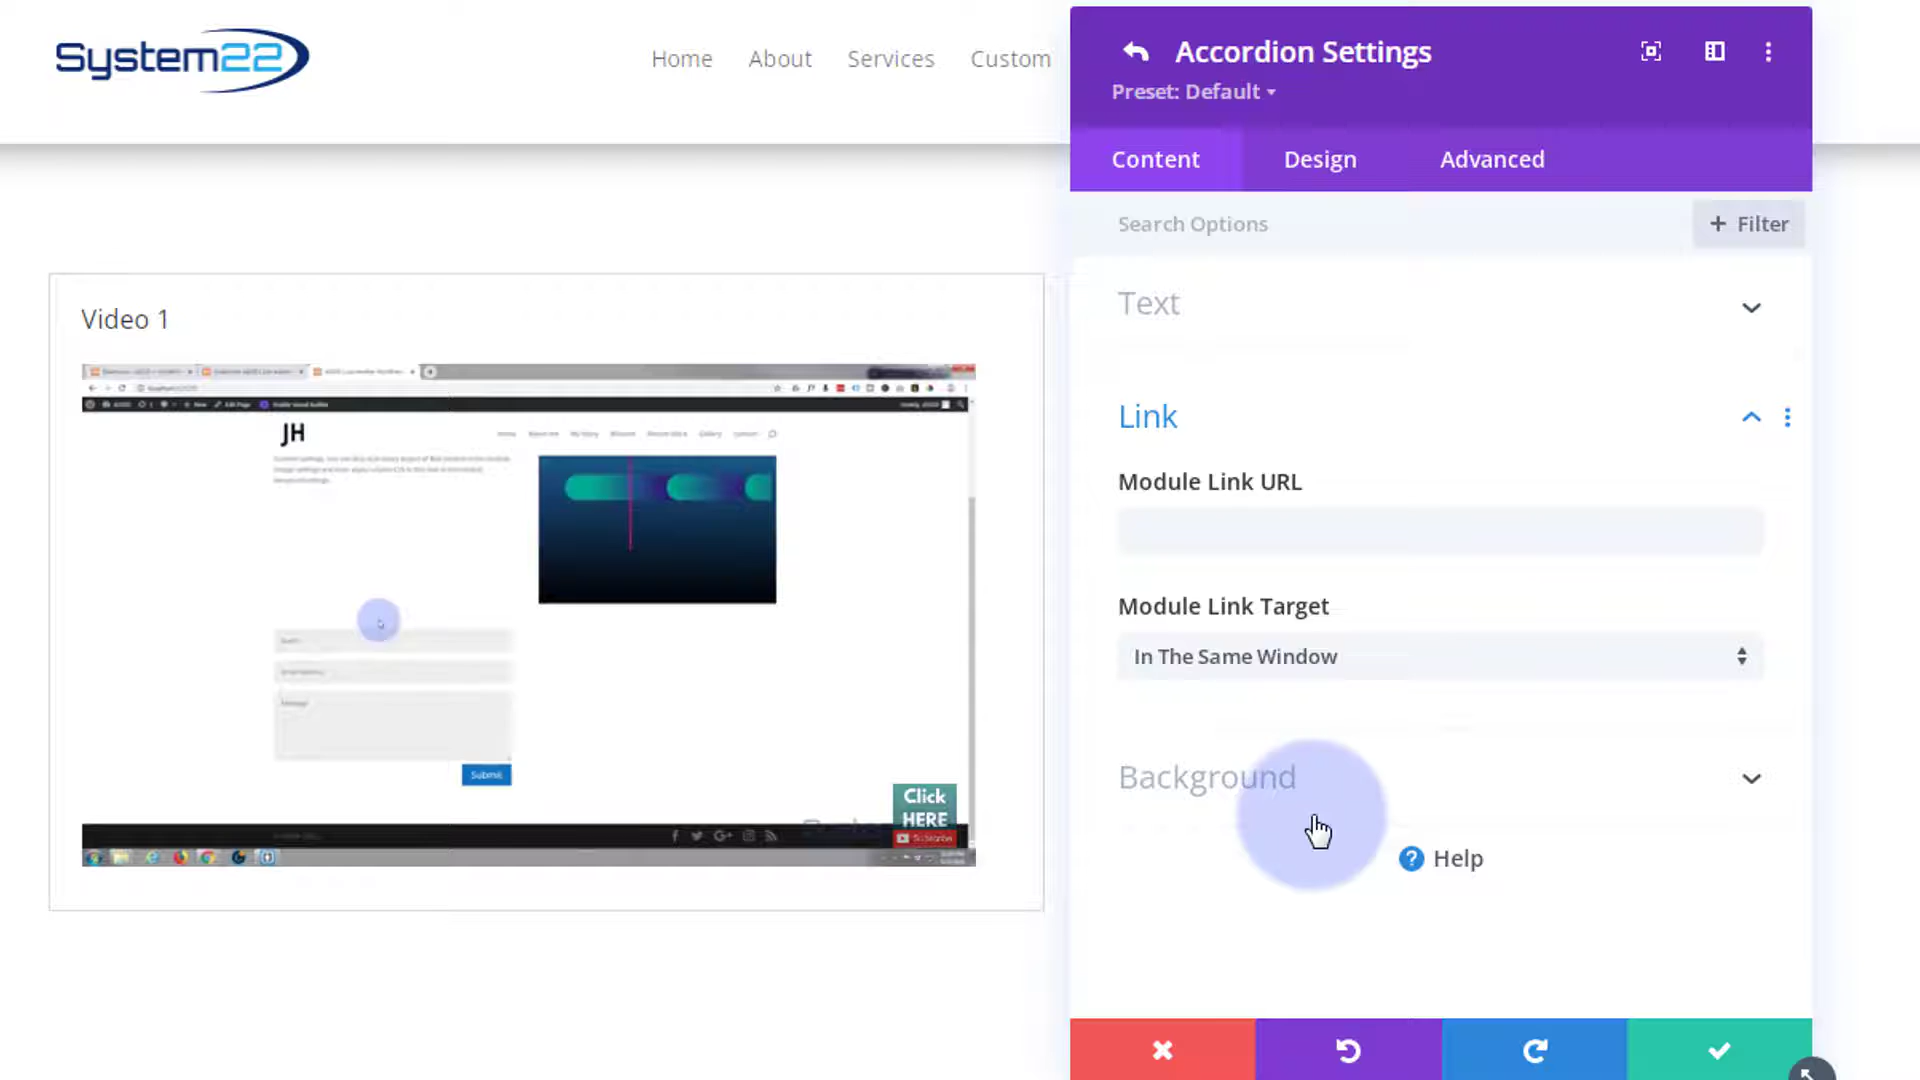 System22
Home About Services Custom
Accordion Settings
Preset: Default
Content Design Advanced
Search Options
+ Filter
Text
Video 1
Link
Module Link URL
Module Link Target
In The Same Window
Background
Help
JH
Submit
Click
HERE
Subscribe